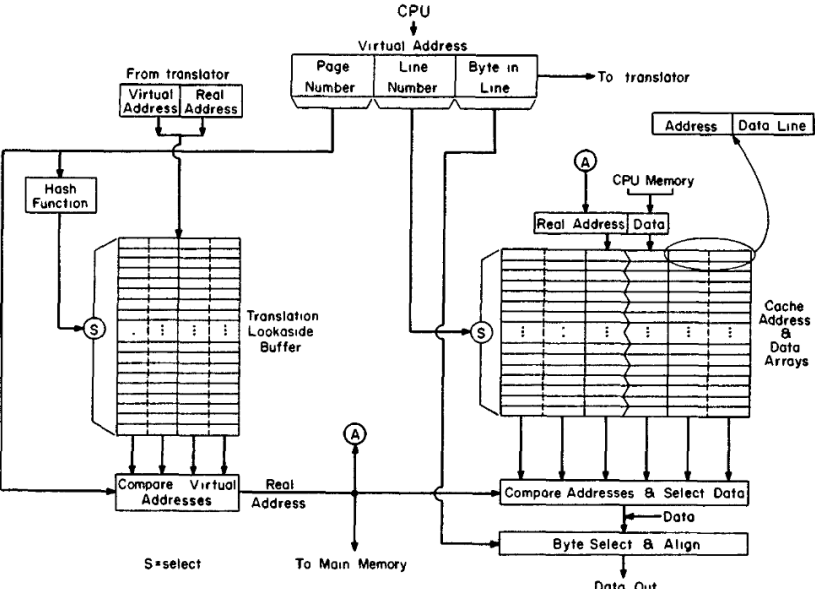 CPU
Virtual Address
Page Number
Line Number
Byte in Line
To translator
From translator
Virtual Address
Real Address
Address
Data Line
Hash Function
A
CPU Memory
Real Address
Data
S
Translation
Lookaside
Buffer
S
Cache
Address
&
Data
Arrays
A
Compare Virtual
Addresses
Real
Address
Compare Addresses & Select Data
Data
Byte Select & Align
S=select
To Main Memory
Data Out